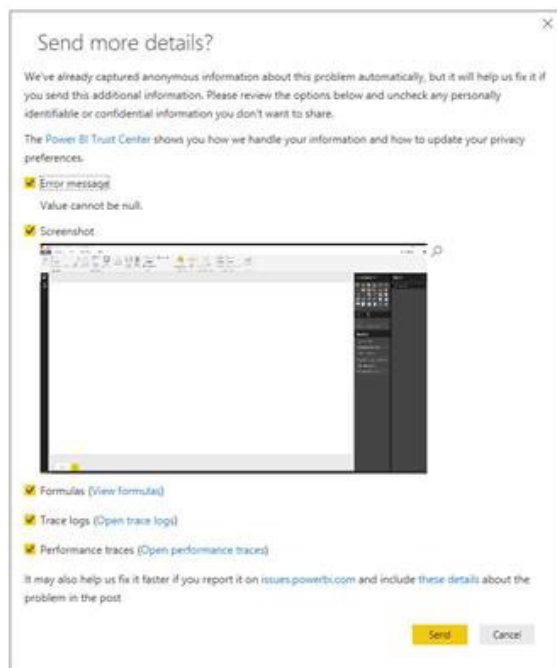 Send more details?
We've already captured anonymous information about this problem automatically, but it will help us fix it if
you send this additional information. Please review the options below and uncheck any personally
identifiable or confidential information you don't want to share.
The Power BI Trust Center shows you how we handle your information and how to update your privacy
preferences.
Error message
Value cannot be null.
Screenshot
Formulas (View formulas)
Trace logs (Open trace logs)
Performance traces (Open performance traces)
It may also help us fix it faster if you report it on issues.powerbi.com and include these details about the
problem in the post
Send Cancel